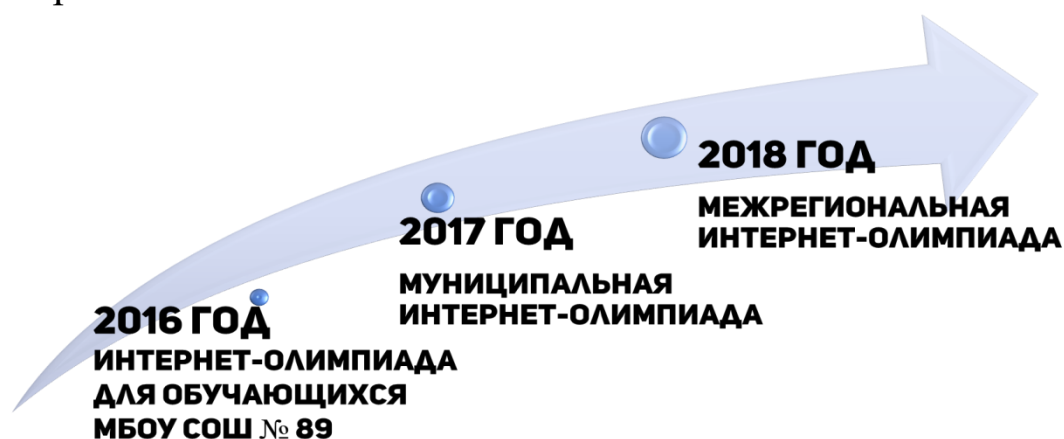 2016 ГОД
ИНТЕРНЕТ-ОЛИМПИАДА
ДЛЯ ОБУЧАЮЩИХСЯ
МБОУ СОШ № 89
2017 ГОД
МУНИЦИПАЛЬНАЯ
ИНТЕРНЕТ-ОЛИМПИАДА
2018 ГОД
МЕЖРЕГИОНАЛЬНАЯ
ИНТЕРНЕТ-ОЛИМПИАДА